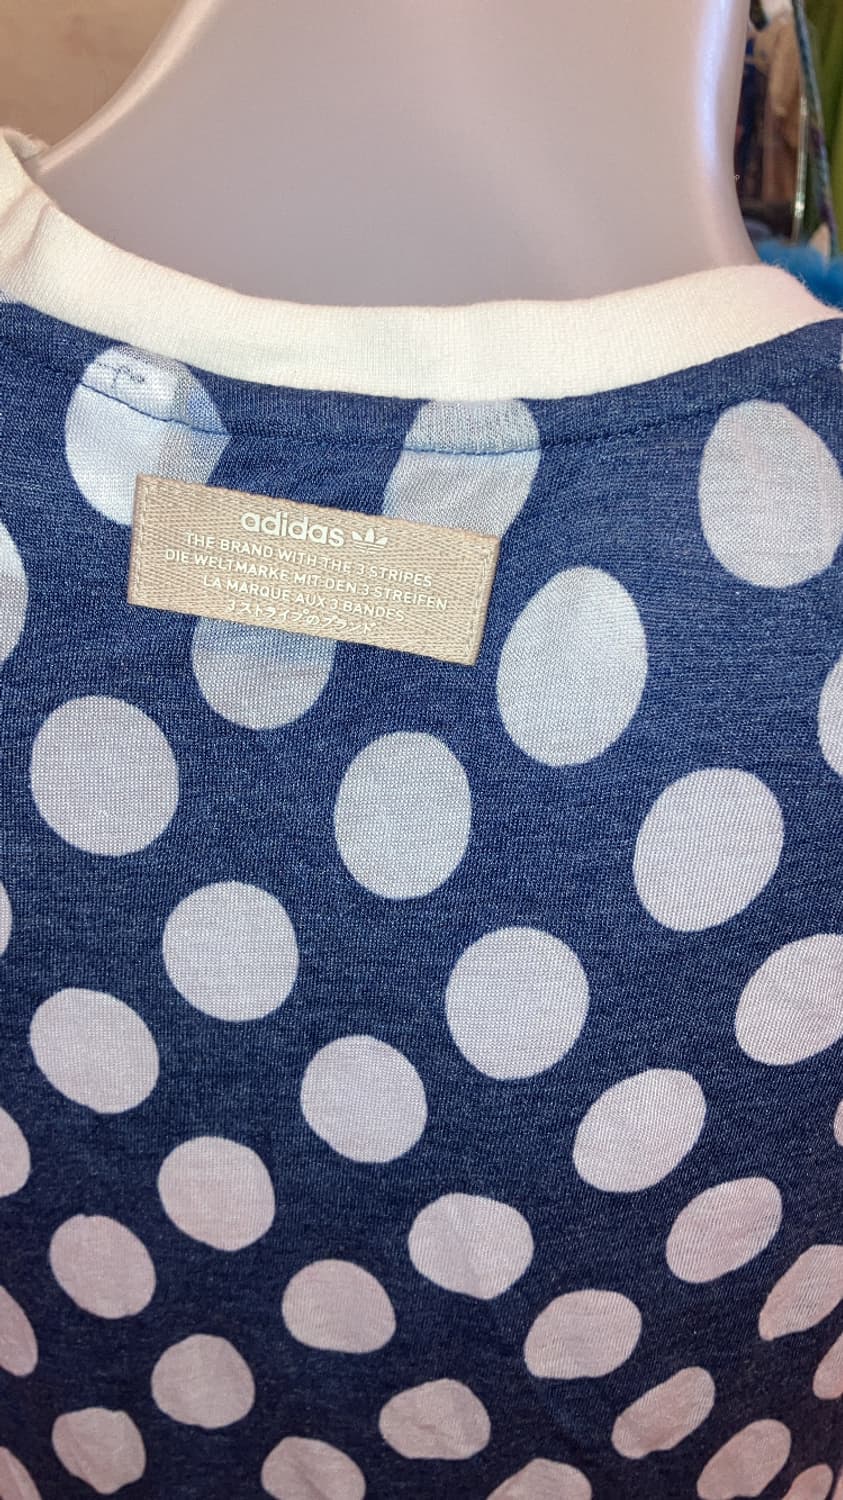 adidas
THE BRAND WITH THE 3 STRIPES
DIE WELTMARKE MIT DEN 3 STREIFEN
LA MARQUE AUX 3 BANDES
3ストライプのブランド